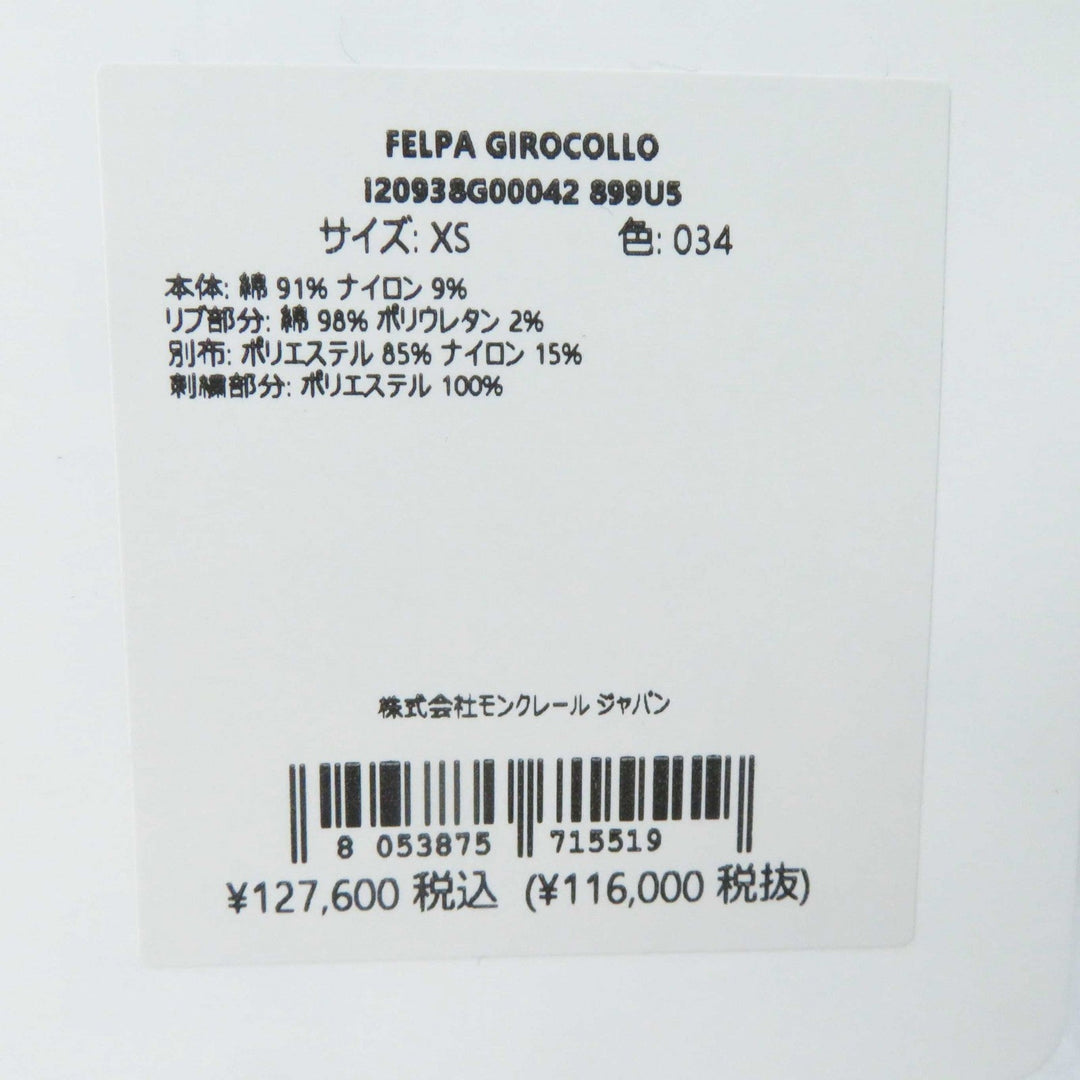 FELPA GIROCOLLO
I20938G00042 899U5
サイズ: XS 色: 034
本体: 綿 91% ナイロン 9%
リブ部分: 綿 98% ポリウレタン 2%
別布: ポリエステル 85% ナイロン 15%
刺繍部分: ポリエステル 100%
株式会社モンクレール ジャパン
8 053875 715519
¥127,600 税込 (¥116,000 税抜)